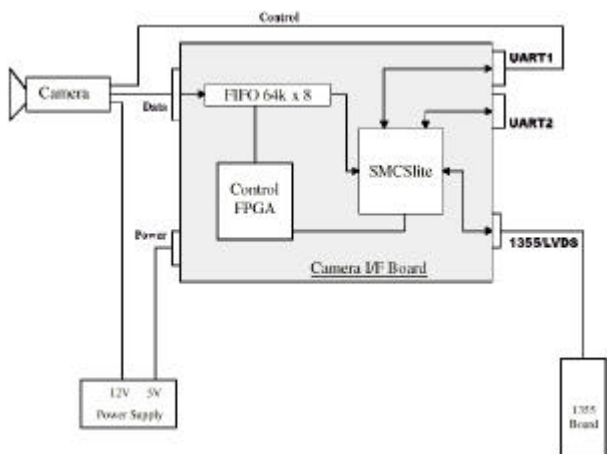 Control
UART1
Camera
FIFO 64k x 8
Data
UART2
SMCSlite
Control
FPGA
Power
1355/LVDS
Camera I/F Board
12V 5V
Power Supply
1355
Board